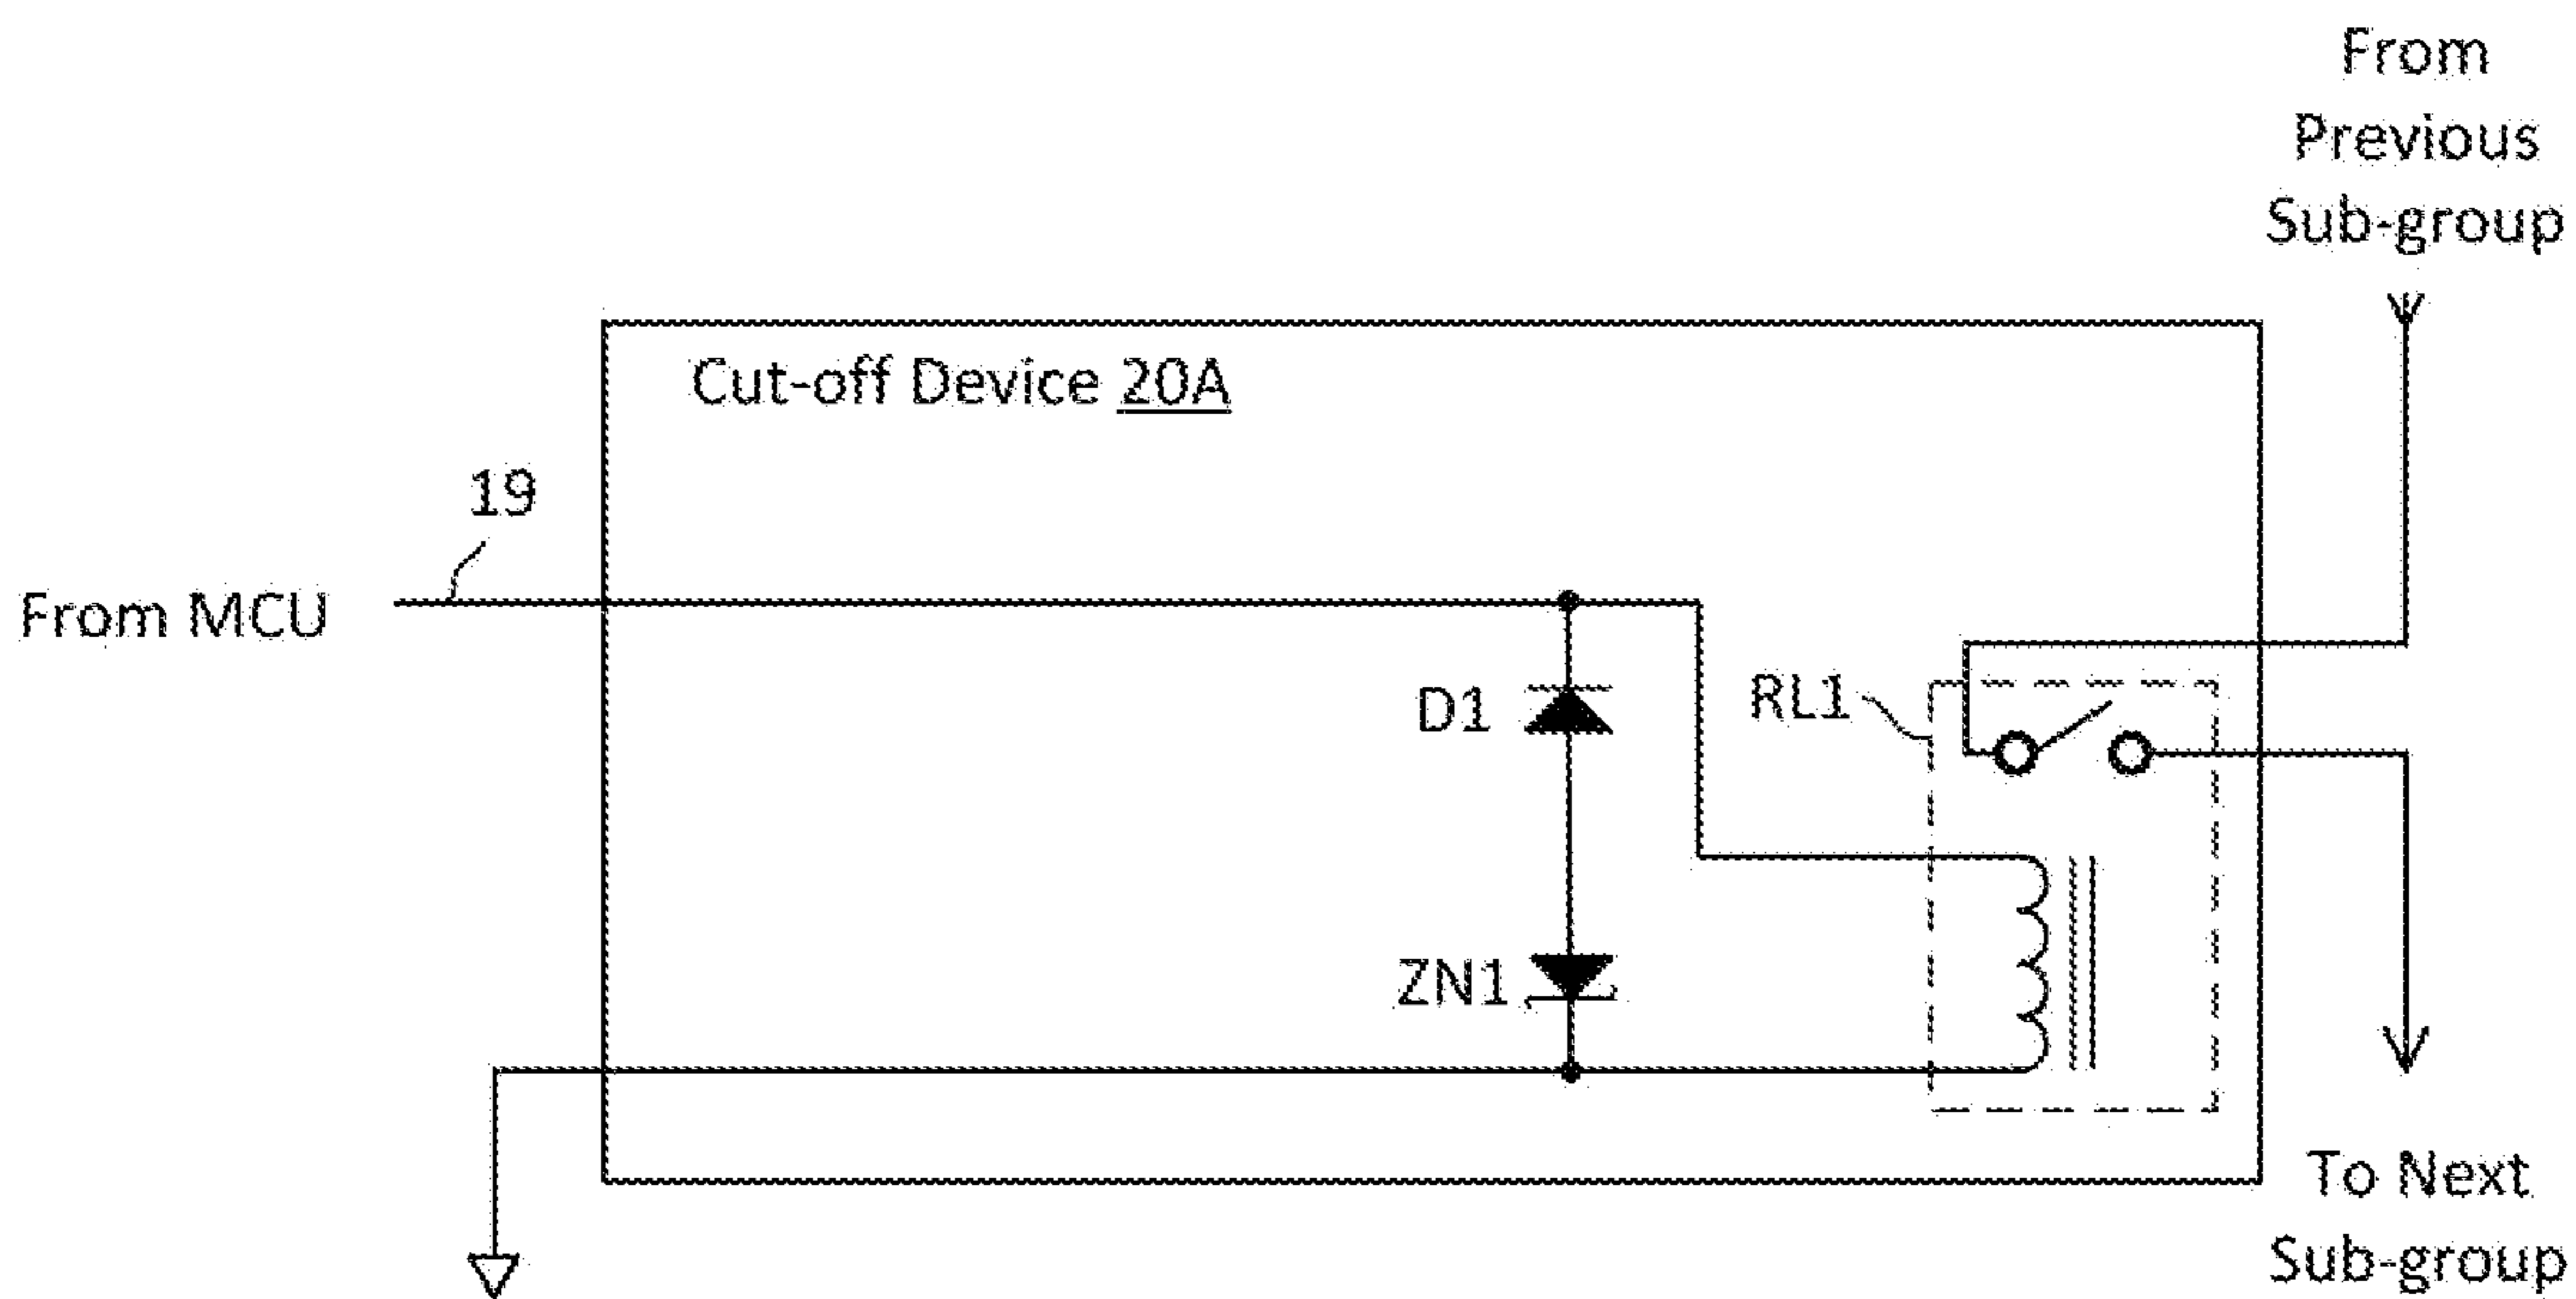 From
Previous
Sub-group
Cut-off Device 20A
19
From MCU
D1
RL1
ZN1
To Next
Sub-group